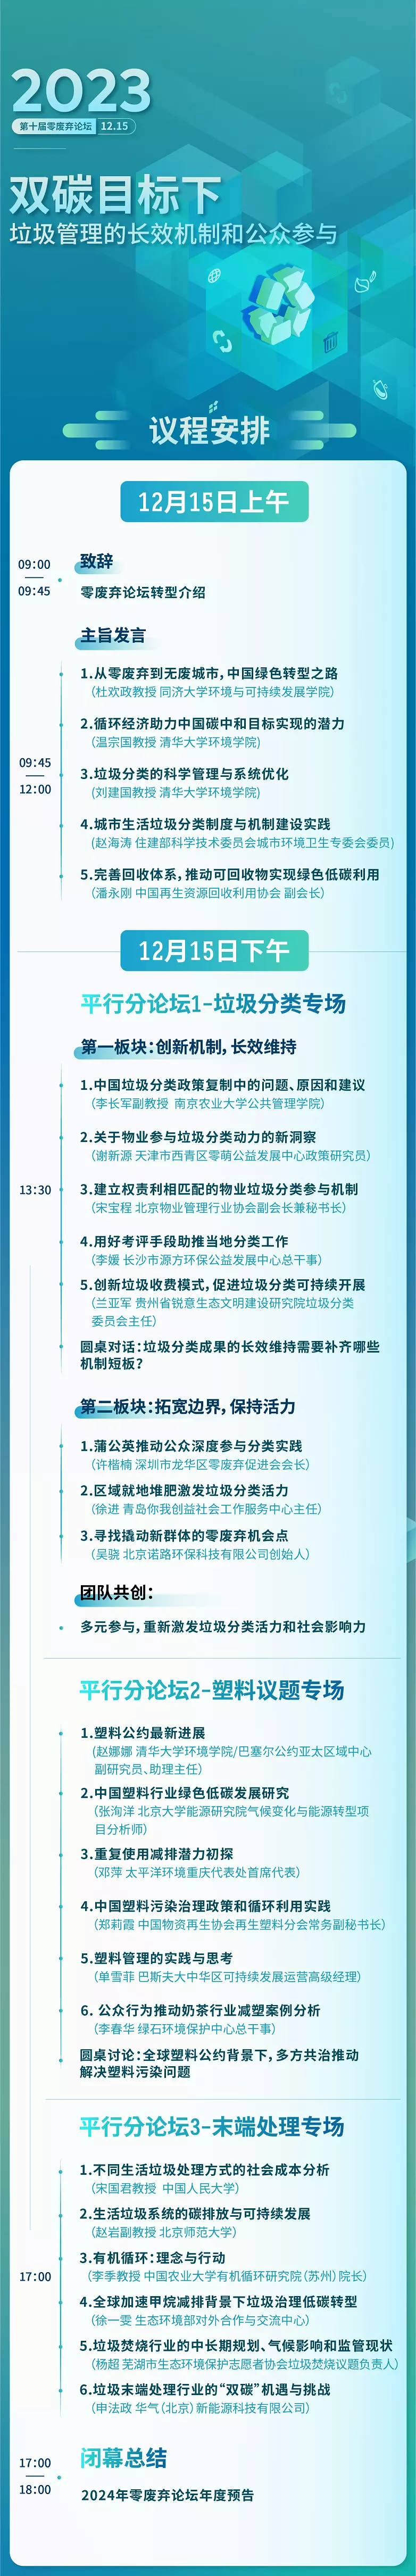 2023
第十届零废弃论坛 12.15
双碳目标下
垃圾管理的长效机制和公众参与
议程安排
12月15日上午
09:00
09:45
致辞
零废弃论坛转型介绍
主旨发言
09:45
12:00
1.从零废弃到无废城市，中国绿色转型之路
（杜欢政教授 同济大学环境与可持续发展学院）
2.循环经济助力中国碳中和目标实现的潜力
（温宗国教授 清华大学环境学院）
3.垃圾分类的科学管理与系统优化
（刘建国教授 清华大学环境学院）
4.城市生活垃圾分类制度与机制建设实践
（赵海涛 住建部科学技术委员会城市环境卫生专委会委员）
5.完善回收体系，推动可回收物实现绿色低碳利用
（潘永刚 中国再生资源回收利用协会 副会长）
12月15日下午
平行分论坛1-垃圾分类专场
第一板块：创新机制，长效维持
1.中国垃圾分类政策复制中的问题、原因和建议
（李长军副教授 南京农业大学公共管理学院）
2.关于物业参与垃圾分类动力的新洞察
（谢新源 天津市西青区零萌公益发展中心政策研究员）
13:30
3.建立权责利相匹配的物业垃圾分类参与机制
（宋宝程 北京物业管理行业协会副会长兼秘书长）
4.用好考评手段助推当地分类工作
（李媛 长沙市源方环保公益发展中心总干事）
5.创新垃圾收费模式，促进垃圾分类可持续开展
（兰亚军 贵州省锐意生态文明建设研究院垃圾分类
委员会主任）
圆桌对话：垃圾分类成果的长效维持需要补齐哪些
机制短板？
第二板块：拓宽边界，保持活力
1.蒲公英推动公众深度参与分类实践
（许楷楠 深圳市龙华区零废弃促进会会长）
2.区域就地堆肥激发垃圾分类活力
（徐进 青岛你我创益社会工作服务中心主任）
3.寻找撬动新群体的零废弃机会点
（吴骁 北京诺路环保科技有限公司创始人）
团队共创：
多元参与，重新激发垃圾分类活力和社会影响力
平行分论坛2-塑料议题专场
1.塑料公约最新进展
（赵娜娜 清华大学环境学院/巴塞尔公约亚太区域中心
副研究员、助理主任）
2.中国塑料行业绿色低碳发展研究
（张洵洋 北京大学能源研究院气候变化与能源转型项
目分析师）
3.重复使用减排潜力初探
（邓萍 太平洋环境重庆代表处首席代表）
4.中国塑料污染治理政策和循环利用实践
（郑莉霞 中国物资再生协会再生塑料分会常务副秘书长）
5.塑料管理的实践与思考
（单雪菲 巴斯夫大中华区可持续发展运营高级经理）
6. 公众行为推动奶茶行业减塑案例分析
（李春华 绿石环境保护中心总干事）
圆桌讨论：全球塑料公约背景下，多方共治推动
解决塑料污染问题
平行分论坛3-末端处理专场
1.不同生活垃圾处理方式的社会成本分析
（宋国君教授 中国人民大学）
2.生活垃圾系统的碳排放与可持续发展
（赵岩副教授 北京师范大学）
3.有机循环：理念与行动
（李季教授 中国农业大学有机循环研究院（苏州）院长）
17:00
4.全球加速甲烷减排背景下垃圾治理低碳转型
（徐一雯 生态环境部对外合作与交流中心）
5.垃圾焚烧行业的中长期规划、气候影响和监管现状
（杨超 芜湖市生态环境保护志愿者协会垃圾焚烧议题负责人）
6.垃圾末端处理行业的“双碳”机遇与挑战
（申法政 华气（北京）新能源科技有限公司）
17:00
18:00
闭幕总结
2024年零废弃论坛年度预告